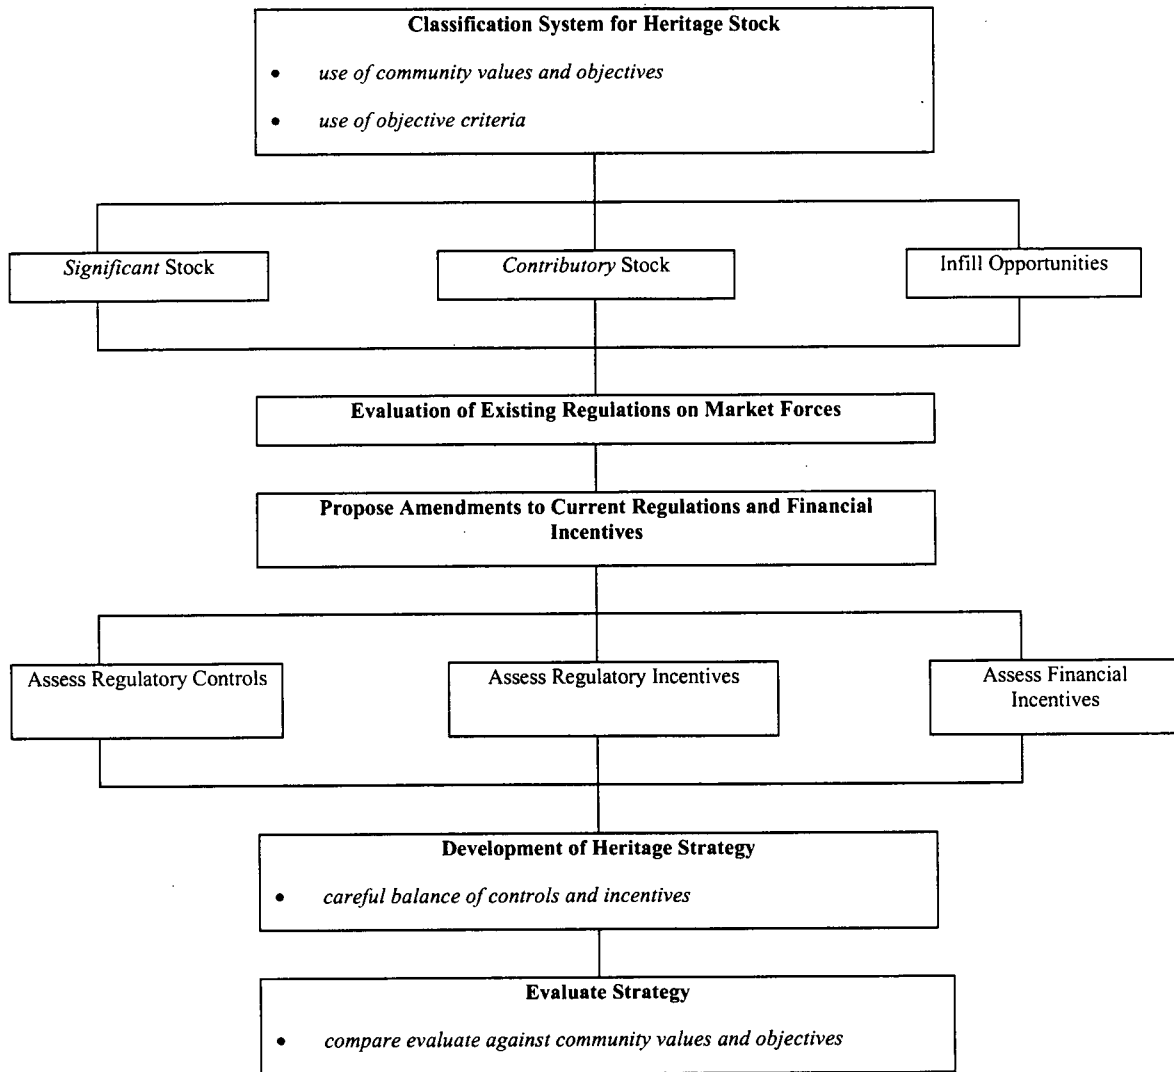 Classification System for Heritage Stock
• use of community values and objectives
• use of objective criteria
Significant Stock
Contributory Stock
Infill Opportunities
Evaluation of Existing Regulations on Market Forces
Propose Amendments to Current Regulations and Financial
Incentives
Assess Regulatory Controls
Assess Regulatory Incentives
Assess Financial
Incentives
Development of Heritage Strategy
• careful balance of controls and incentives
Evaluate Strategy
• compare evaluate against community values and objectives